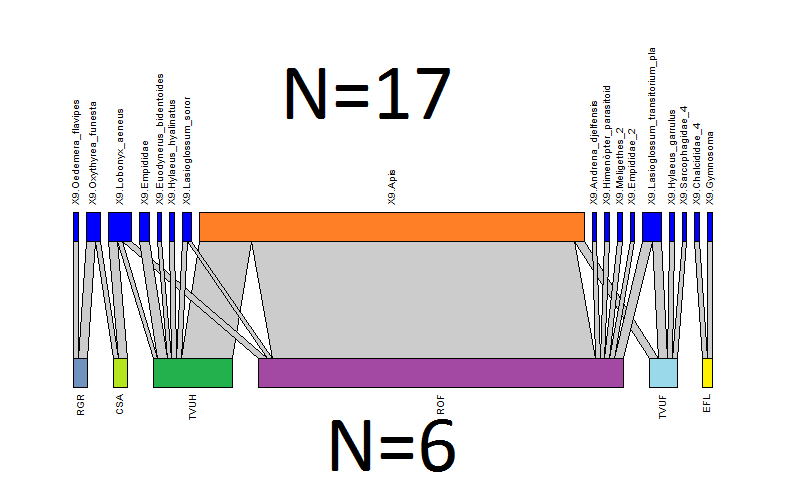 N=17
X9.Oedemera_flavipes
X9.Oxythyrea_funesta
X9.Lobonyx_aeneus
X9.Empididae
X9.Euodynerus_bidentoides
X9.Hylaeus_hyalinatus
X9.Lasioglossum_soror
X9.Apis
X9.Andrena_djelfensis
X9.Himenòpter_parasitoid
X9.Meligethes_2
X9.Empididae_2
X9.Lasioglossum_transitorium_pla
X9.Hylaeus_garrulus
X9.Sarcophagidae_4
X9.Chalcididae_4
X9.Gymnosoma
RGR
CSA
TVUH
ROF
TVUF
EFL
N=6